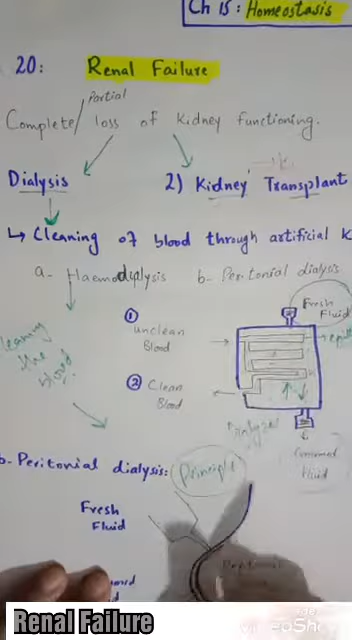 Ch 15: Homeostasis
20: Renal Failure
Partial
Complete/ loss of kidney functioning.
Dialysis 2) Kidney Transplant
↳ Cleaning of blood through artificial K
a- Haemodialysis b- Peritonial dialysis
Fresh
Fluid
① unclean
Blood
② Clean
Blood
Cleaning
the
blood
Dialyzer
Consumed
Fluid
b- Peritonial dialysis: (Principle
Fresh
Fluid
Renal Failure
VideoShow